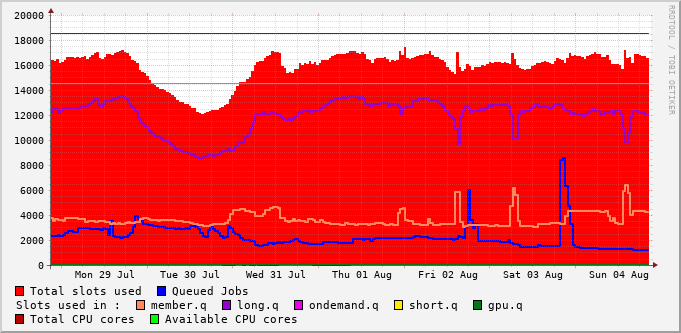 20000
18000
16000
14000
12000
10000
8000
6000
4000
2000
0
Mon 29 Jul Tue 30 Jul Wed 31 Jul Thu 01 Aug Fri 02 Aug Sat 03 Aug Sun 04 Aug
RRDTOOL / TOBI OETIKER
Total slots used Queued Jobs
Slots used in : member.q long.q ondemand.q short.q gpu.q
Total CPU cores Available CPU cores